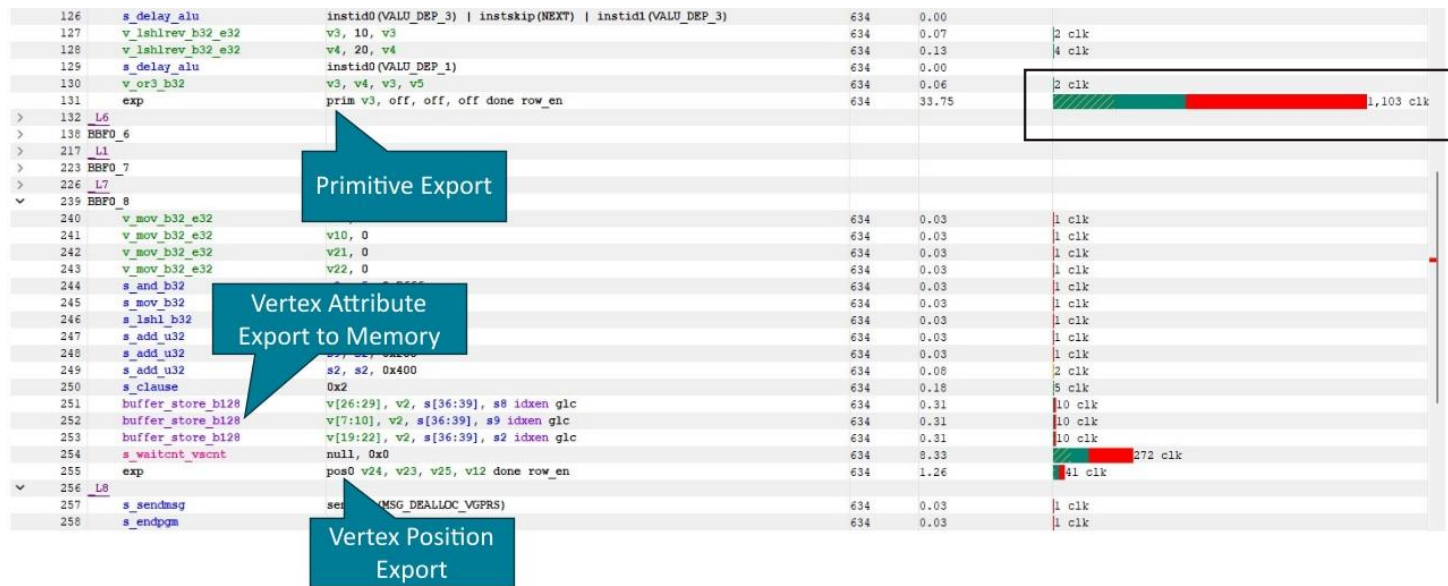 126 s_delay_alu instid0(VALU_DEP_3) | instskip(NEXT) | instid1(VALU_DEP_3) 634 0.00
127 v_lshlrev_b32_e32 v3, 10, v3 634 0.07 2 clk
128 v_lshlrev_b32_e32 v4, 20, v4 634 0.13 4 clk
129 s_delay_alu instid0(VALU_DEP_1) 634 0.00
130 v_or3_b32 v3, v4, v3, v5 634 0.06 2 clk
131 exp prim v3, off, off, off done row_en 634 33.75 1,103 clk
> 132 _L6
> 138 BBF0_6
> 217 _L1
> 223 BBF0_7
> 226 _L7
Primitive Export
239 BBF0_8
240 v_mov_b32_e32 634 0.03 1 clk
241 v_mov_b32_e32 v10, 0 634 0.03 1 clk
242 v_mov_b32_e32 v21, 0 634 0.03 1 clk
243 v_mov_b32_e32 v22, 0 634 0.03 1 clk
244 s_and_b32 634 0.03 1 clk
245 s_mov_b32 634 0.03 1 clk
246 s_lshl_b32 634 0.03 1 clk
247 s_add_u32 634 0.03 1 clk
248 s_add_u32 634 0.03 1 clk
Vertex Attribute
Export to Memory
249 s_add_u32 s2, s2, 0x400 634 0.08 2 clk
250 s_clause 0x2 634 0.18 5 clk
251 buffer_store_b128 v[26:29], v2, s[36:39], s8 idxen glc 634 0.31 10 clk
252 buffer_store_b128 v[7:10], v2, s[36:39], s9 idxen glc 634 0.31 10 clk
253 buffer_store_b128 v[19:22], v2, s[36:39], s2 idxen glc 634 0.31 10 clk
254 s_waitcnt_vscnt null, 0x0 634 8.33 272 clk
255 exp pos0 v24, v23, v25, v12 done row_en 634 1.26 41 clk
256 _L8
257 s_sendmsg (MSG_DEALLOC_VGPRS) 634 0.03 1 clk
258 s_endpgm 634 0.03 1 clk
Vertex Position
Export